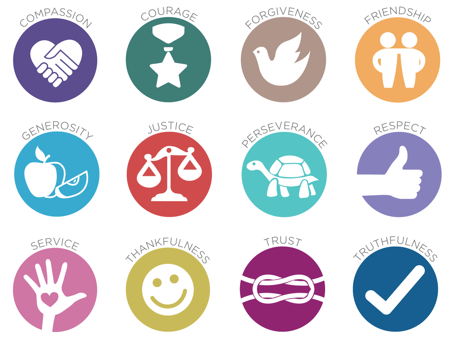 COMPASSION
COURAGE
FORGIVENESS
FRIENDSHIP
GENEROSITY
JUSTICE
PERSEVERANCE
RESPECT
SERVICE
THANKFULNESS
TRUST
TRUTHFULNESS